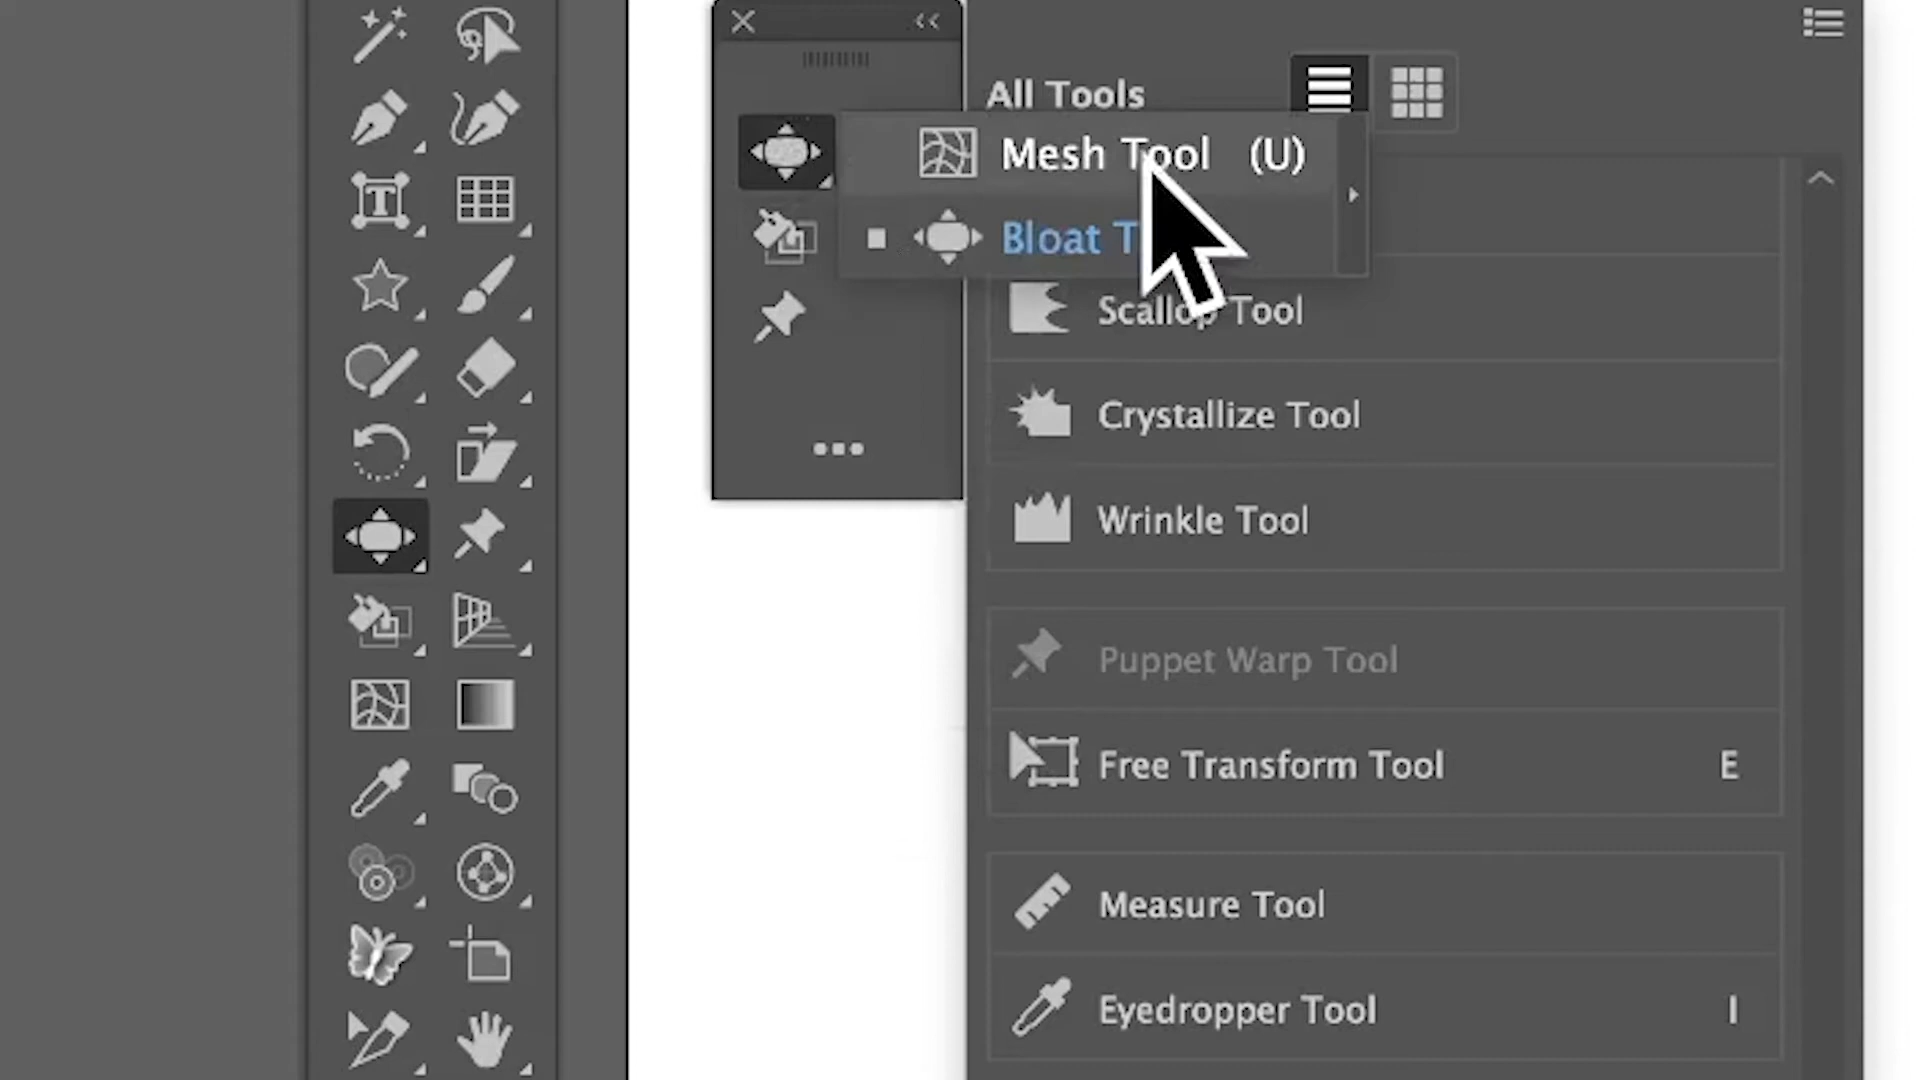 All Tools
Mesh Tool (U)
Bloat T
Scallop Tool
Crystallize Tool
Wrinkle Tool
Puppet Warp Tool
Free Transform Tool E
Measure Tool
Eyedropper Tool I